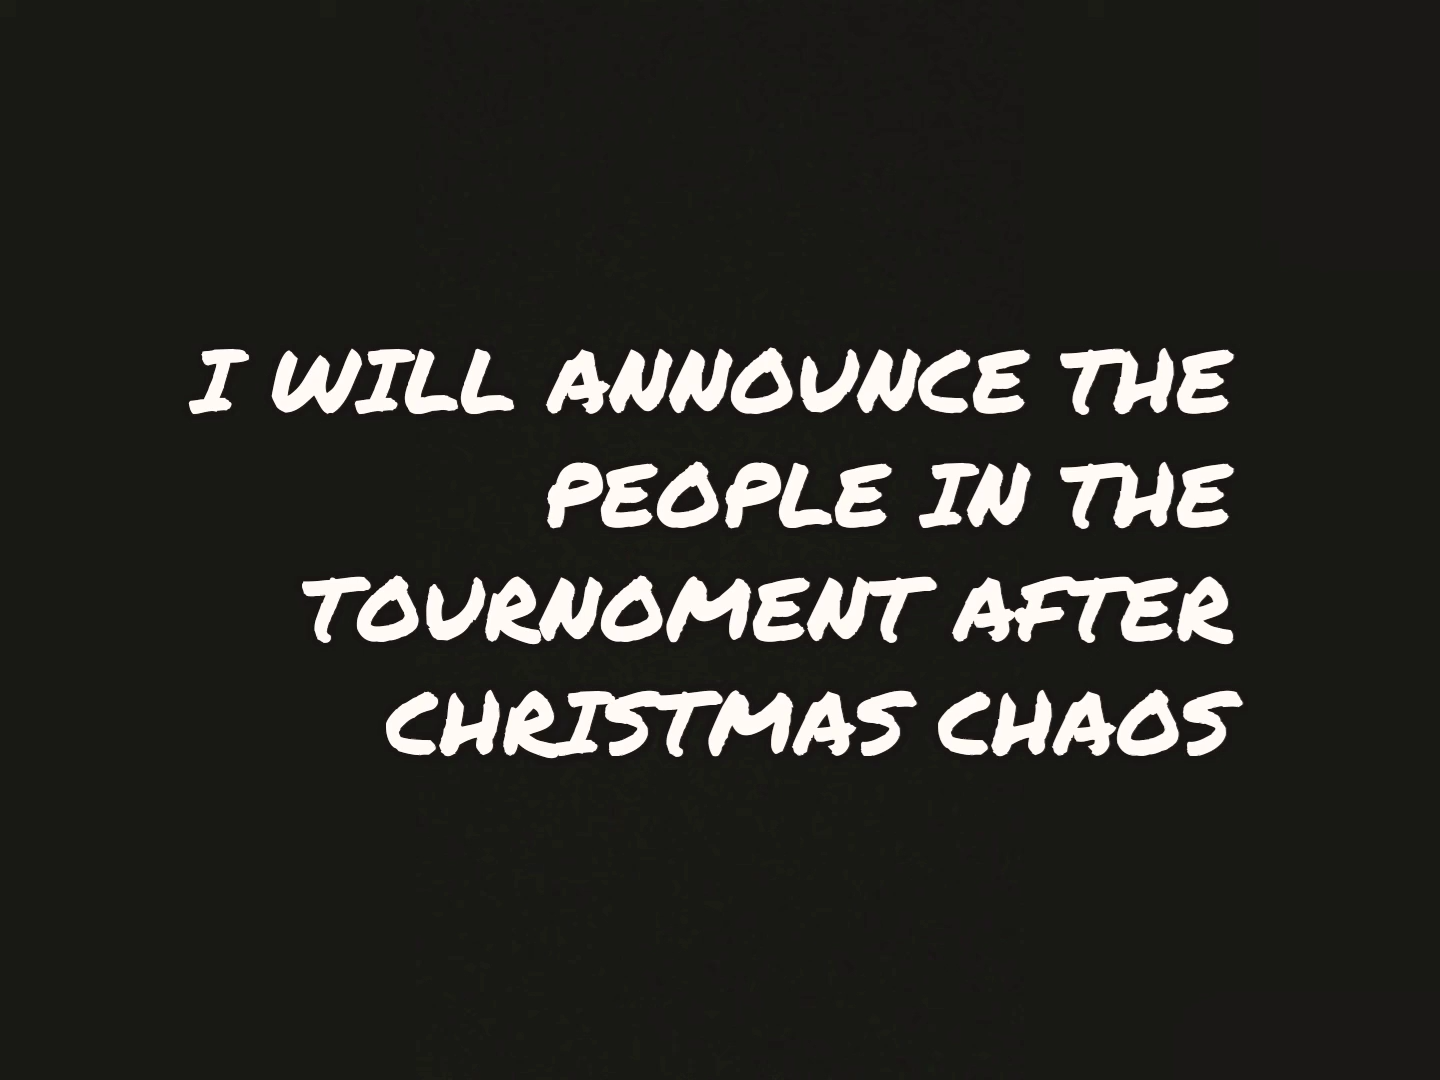 I WILL ANNOUNCE THE
PEOPLE IN THE
TOURNOMENT AFTER
CHRISTMAS CHAOS